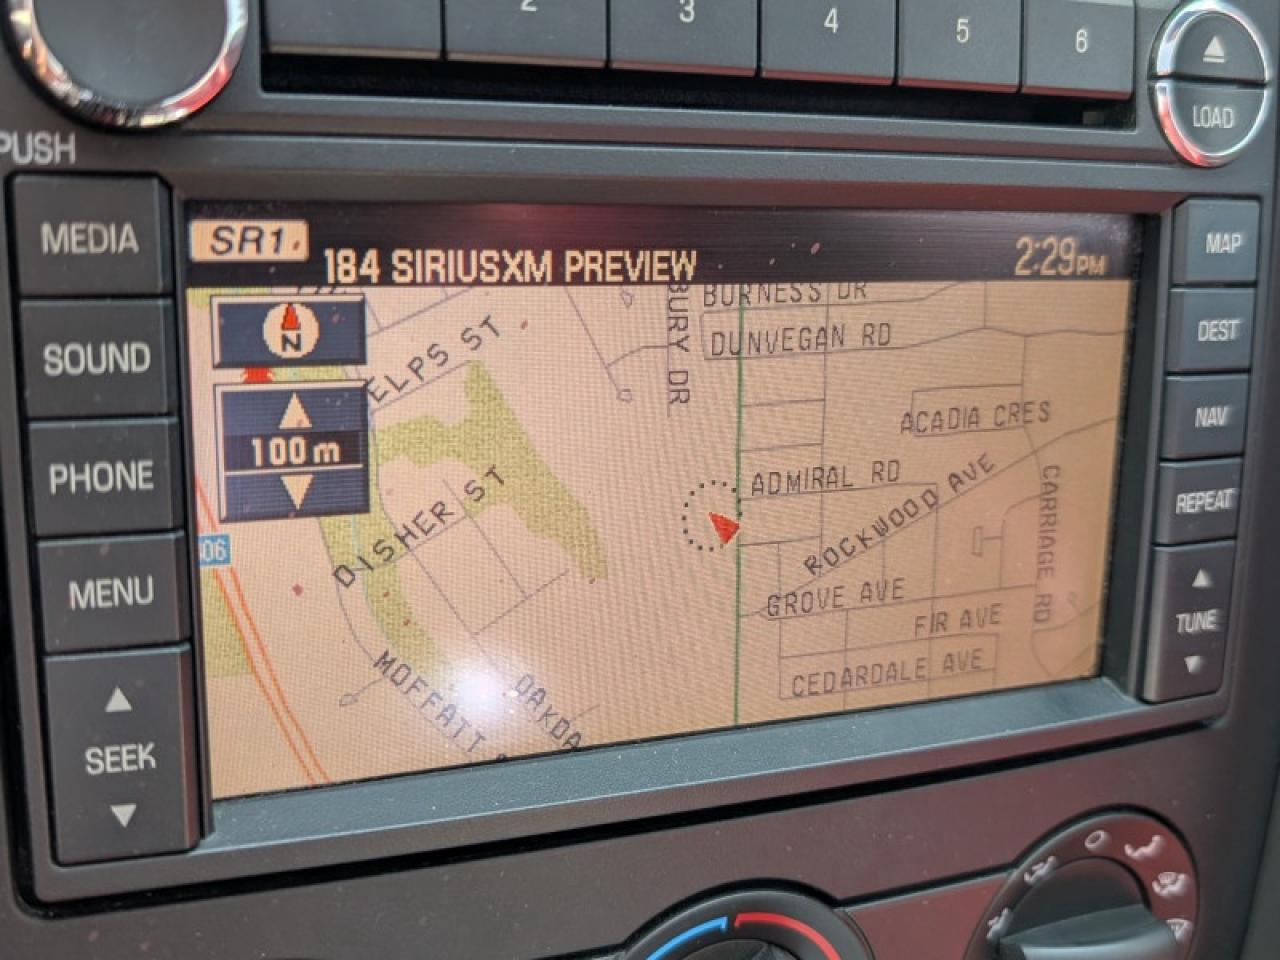 2
3
4
5
6
LOAD
PUSH
MEDIA
SOUND
PHONE
MENU
SEEK
SR1
184 SIRIUSXM PREVIEW
2:29PM
MAP
DEST
NAV
REPEAT
TUNE
N
100 m
ELPS ST
BURY DR
BURNESS DR
DUNVEGAN RD
ACADIA CRES
ADMIRAL RD
ROCKWOOD AVE
CARRIAGE RD
DISHER ST
06
GROVE AVE
FIR AVE
CEDARDALE AVE
MOFFATT
OAKDA